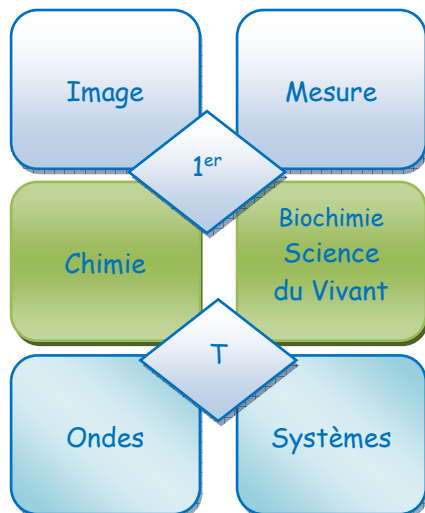 Image
Mesure
1er
Chimie
Biochimie
Science
du Vivant
T
Ondes
Systèmes